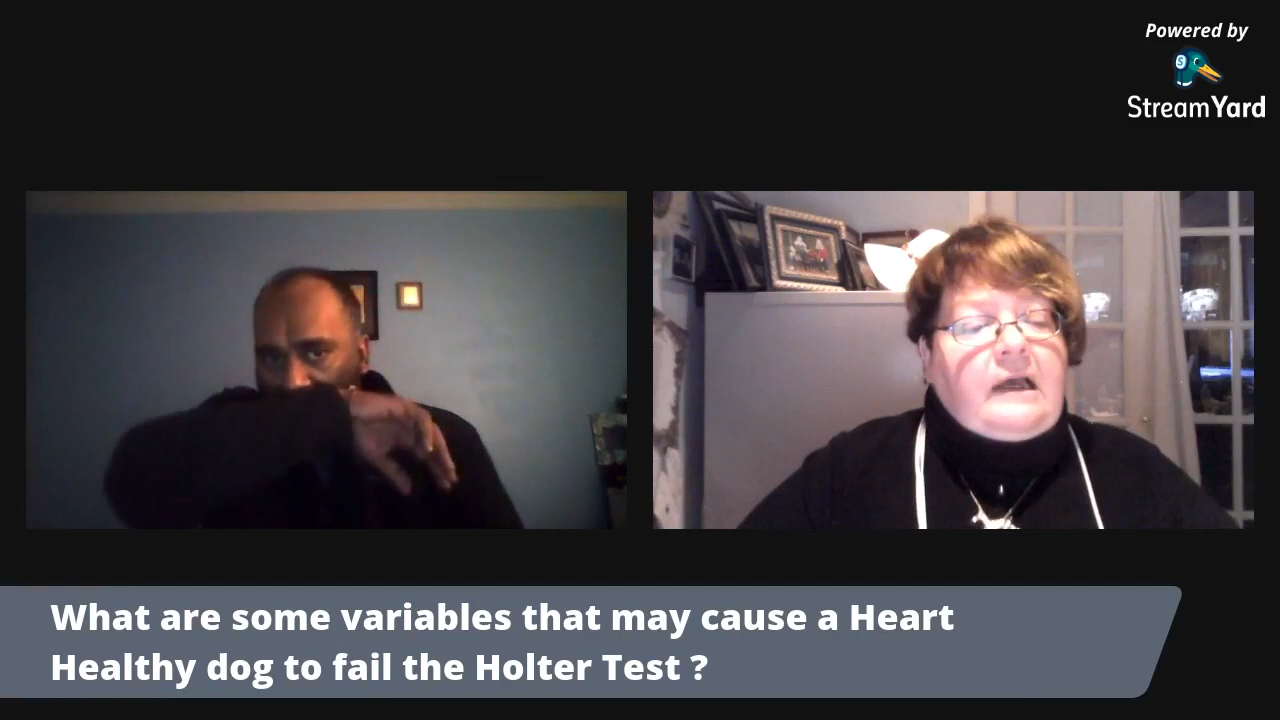 Powered by
StreamYard
What are some variables that may cause a Heart
Healthy dog to fail the Holter Test ?